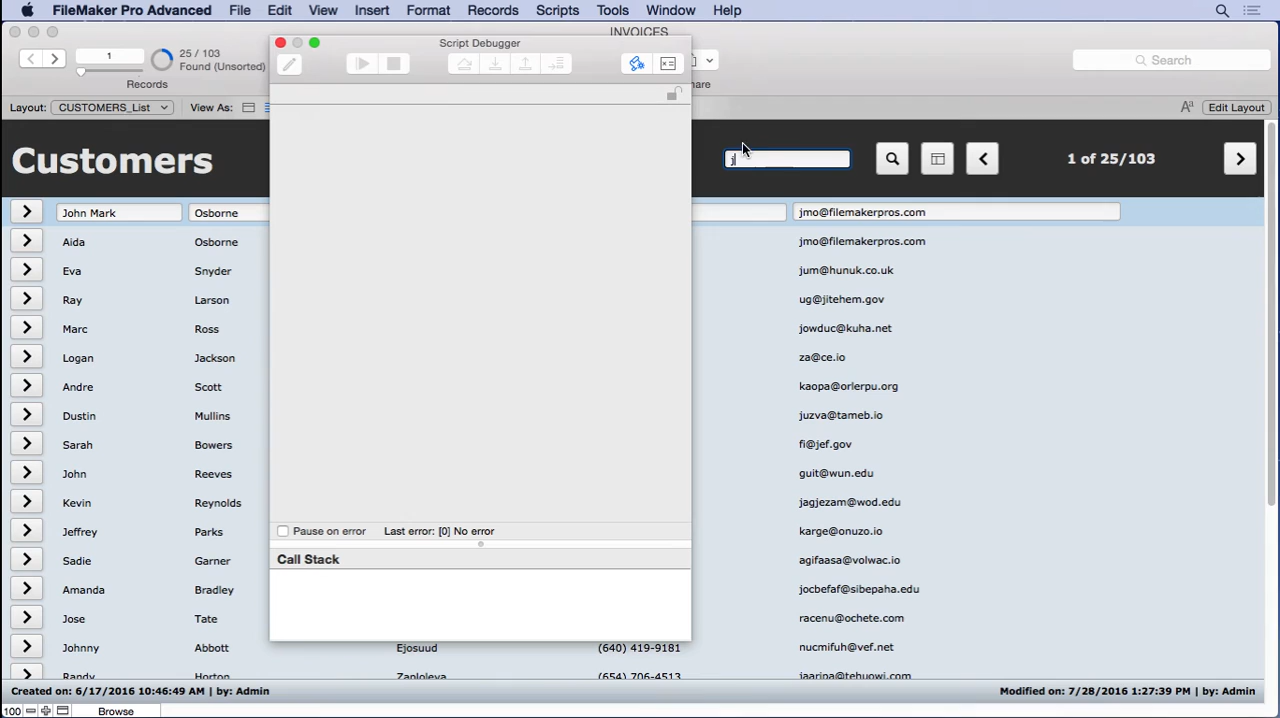 FileMaker Pro Advanced File Edit View Insert Format Records Scripts Tools Window Help
INVOICES
Script Debugger
1
25 / 103
Found (Unsorted)
Records
Search
Layout: CUSTOMERS_List View As: Aa Edit Layout
Customers
j
1 of 25/103
John Mark Osborne jmo@filemakerpros.com
Aida Osborne jmo@filemakerpros.com
Eva Snyder jum@hunuk.co.uk
Ray Larson ug@jitehem.gov
Marc Ross jowduc@kuha.net
Logan Jackson za@ce.io
Andre Scott kaopa@orlerpu.org
Dustin Mullins juzva@tameb.io
Sarah Bowers fi@jef.gov
John Reeves guit@wun.edu
Kevin Reynolds jagjezam@wod.edu
Jeffrey Parks karge@onuzo.io
Pause on error Last error: [0] No error
Sadie Garner agifaasa@volwac.io
Call Stack
Amanda Bradley jocbefaf@sibepaha.edu
Jose Tate racenu@ochete.com
Johnny Abbott Ejosuud (640) 419-9181 nucmifuh@vef.net
Randy Horton Zaploleva (654) 706-4513
Created on: 6/17/2016 10:46:49 AM | by: Admin Modified on: 7/28/2016 1:27:39 PM | by: Admin
100 Browse